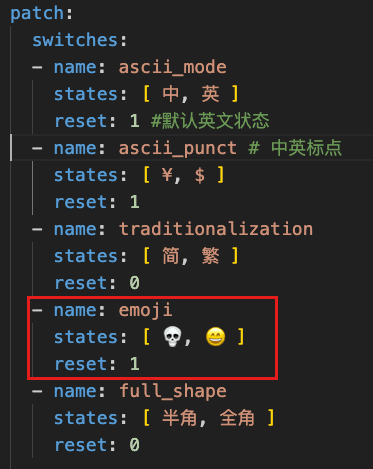 patch:
  switches:
  - name: ascii_mode
    states: [ 中, 英 ]
    reset: 1 #默认英文状态
  - name: ascii_punct # 中英标点
    states: [ ¥, $ ]
    reset: 1
  - name: traditionalization
    states: [ 简, 繁 ]
    reset: 0
  - name: emoji
    states: [ 💀, 😄 ]
    reset: 1
  - name: full_shape
    states: [ 半角, 全角 ]
    reset: 0